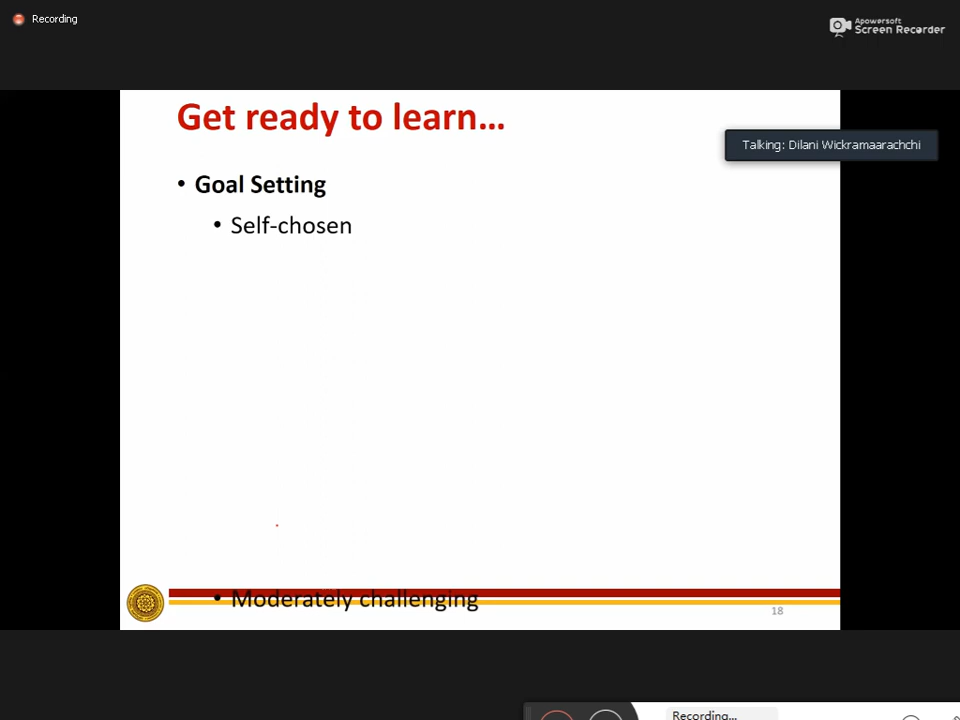 Recording
Apowersoft
Screen Recorder
Get ready to learn...
Talking: Dilani Wickramaarachchi
• Goal Setting
• Self-chosen
• Moderately challenging
18
Recording...